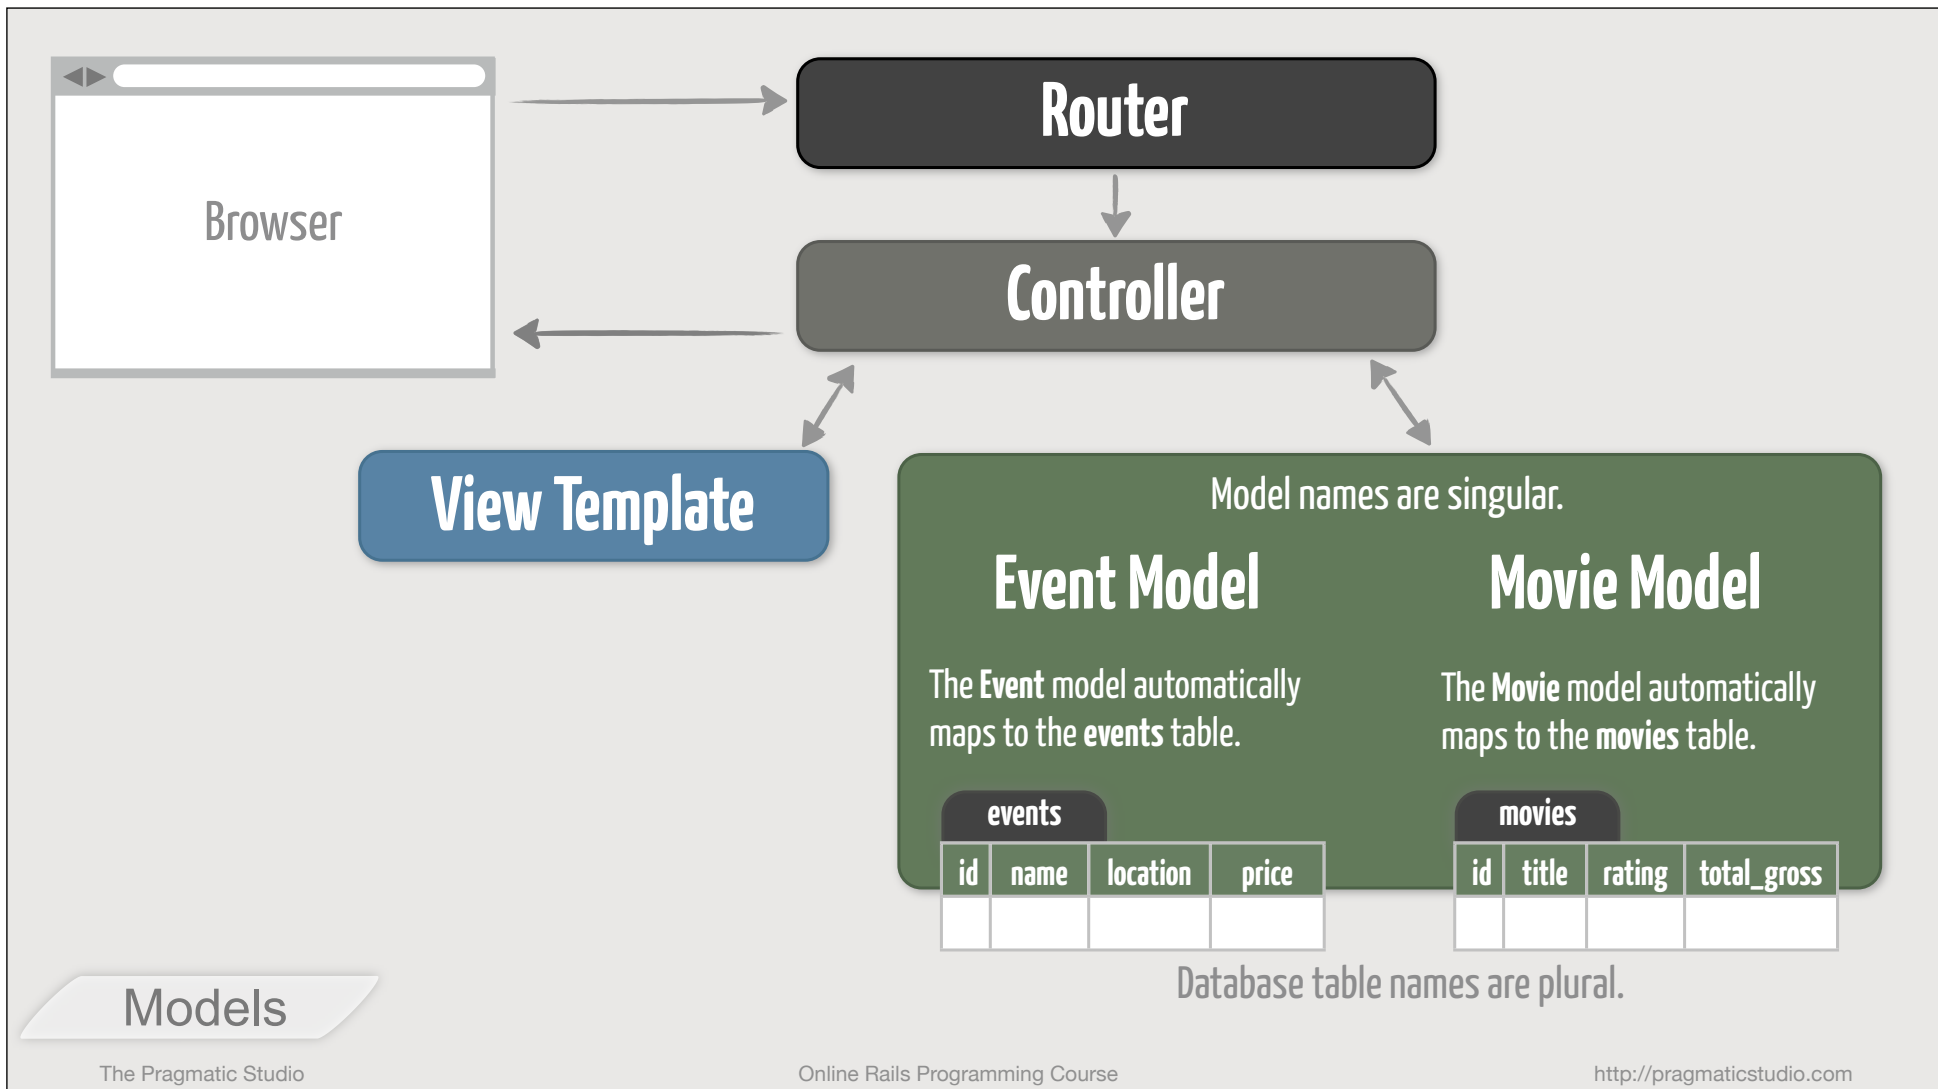 Router
Browser
Controller
View Template
Model names are singular.
Event Model
Movie Model
The Event model automatically
maps to the events table.
The Movie model automatically
maps to the movies table.
events
id name location price
movies
id title rating total_gross
Database table names are plural.
Models
The Pragmatic Studio
Online Rails Programming Course
http://pragmaticstudio.com